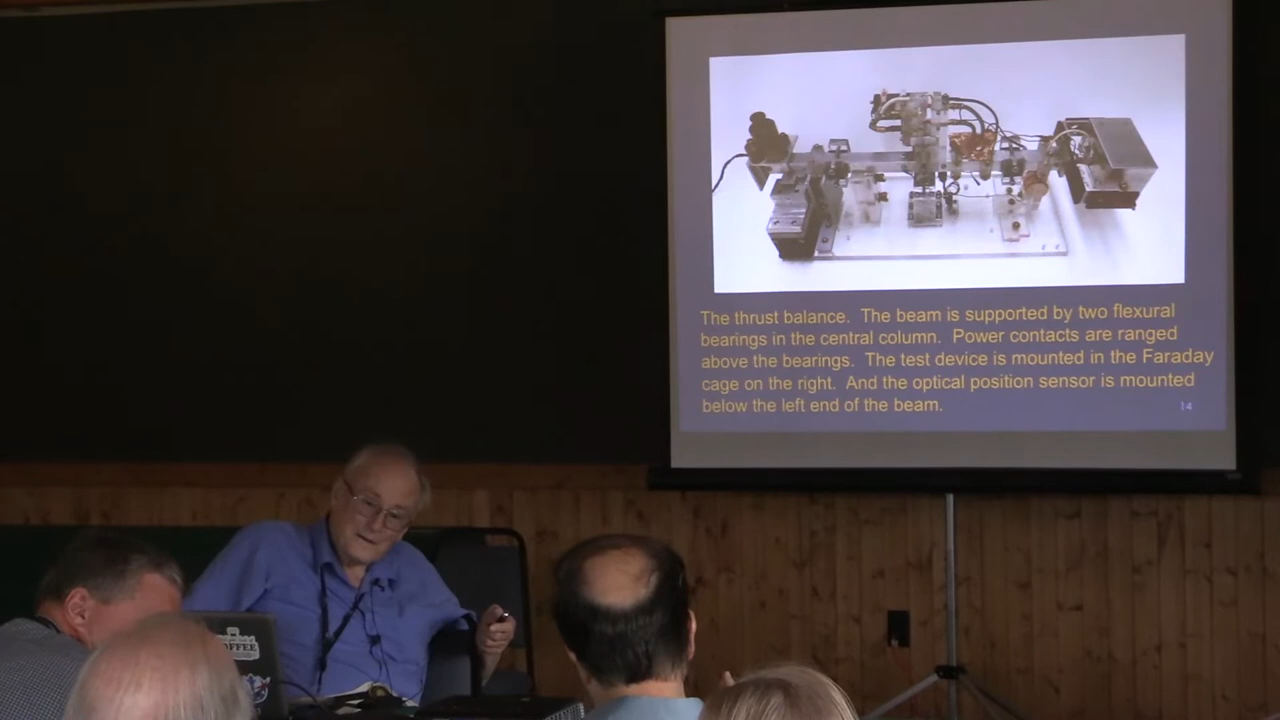 The thrust balance. The beam is supported by two flexural
bearings in the central column. Power contacts are ranged
above the bearings. The test device is mounted in the Faraday
cage on the right. And the optical position sensor is mounted
below the left end of the beam.
14